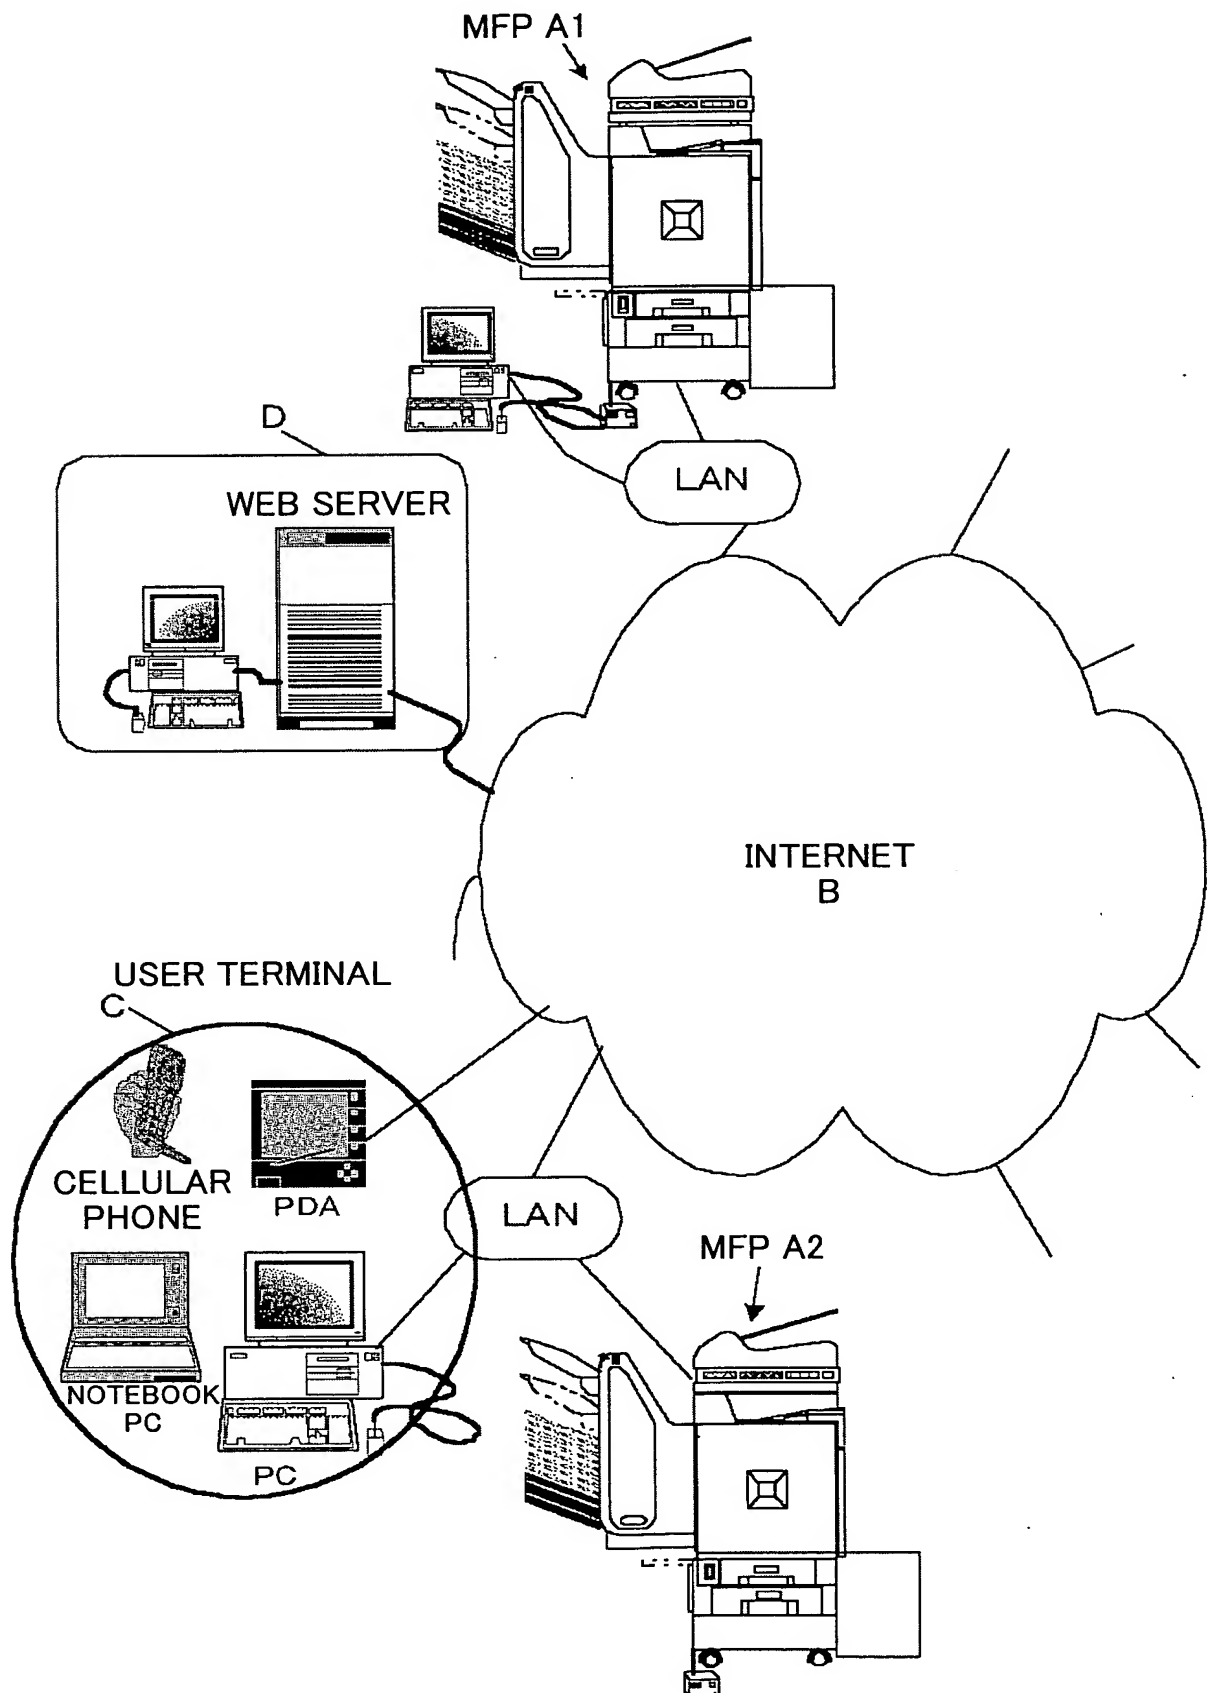 MFP A1
LAN
D
WEB SERVER
INTERNET
B
USER TERMINAL
C
CELLULAR
PHONE
PDA
LAN
MFP A2
NOTEBOOK
PC
PC